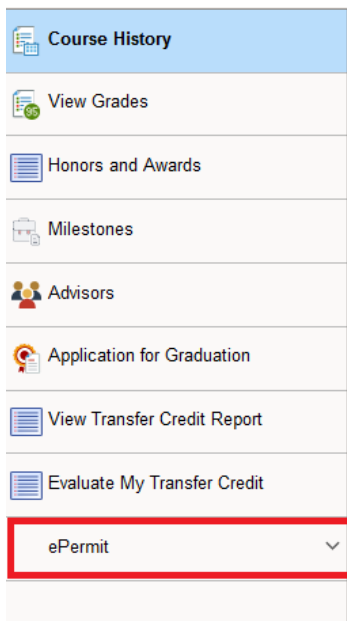 Course History
View Grades
Honors and Awards
Milestones
Advisors
Application for Graduation
View Transfer Credit Report
Evaluate My Transfer Credit
ePermit